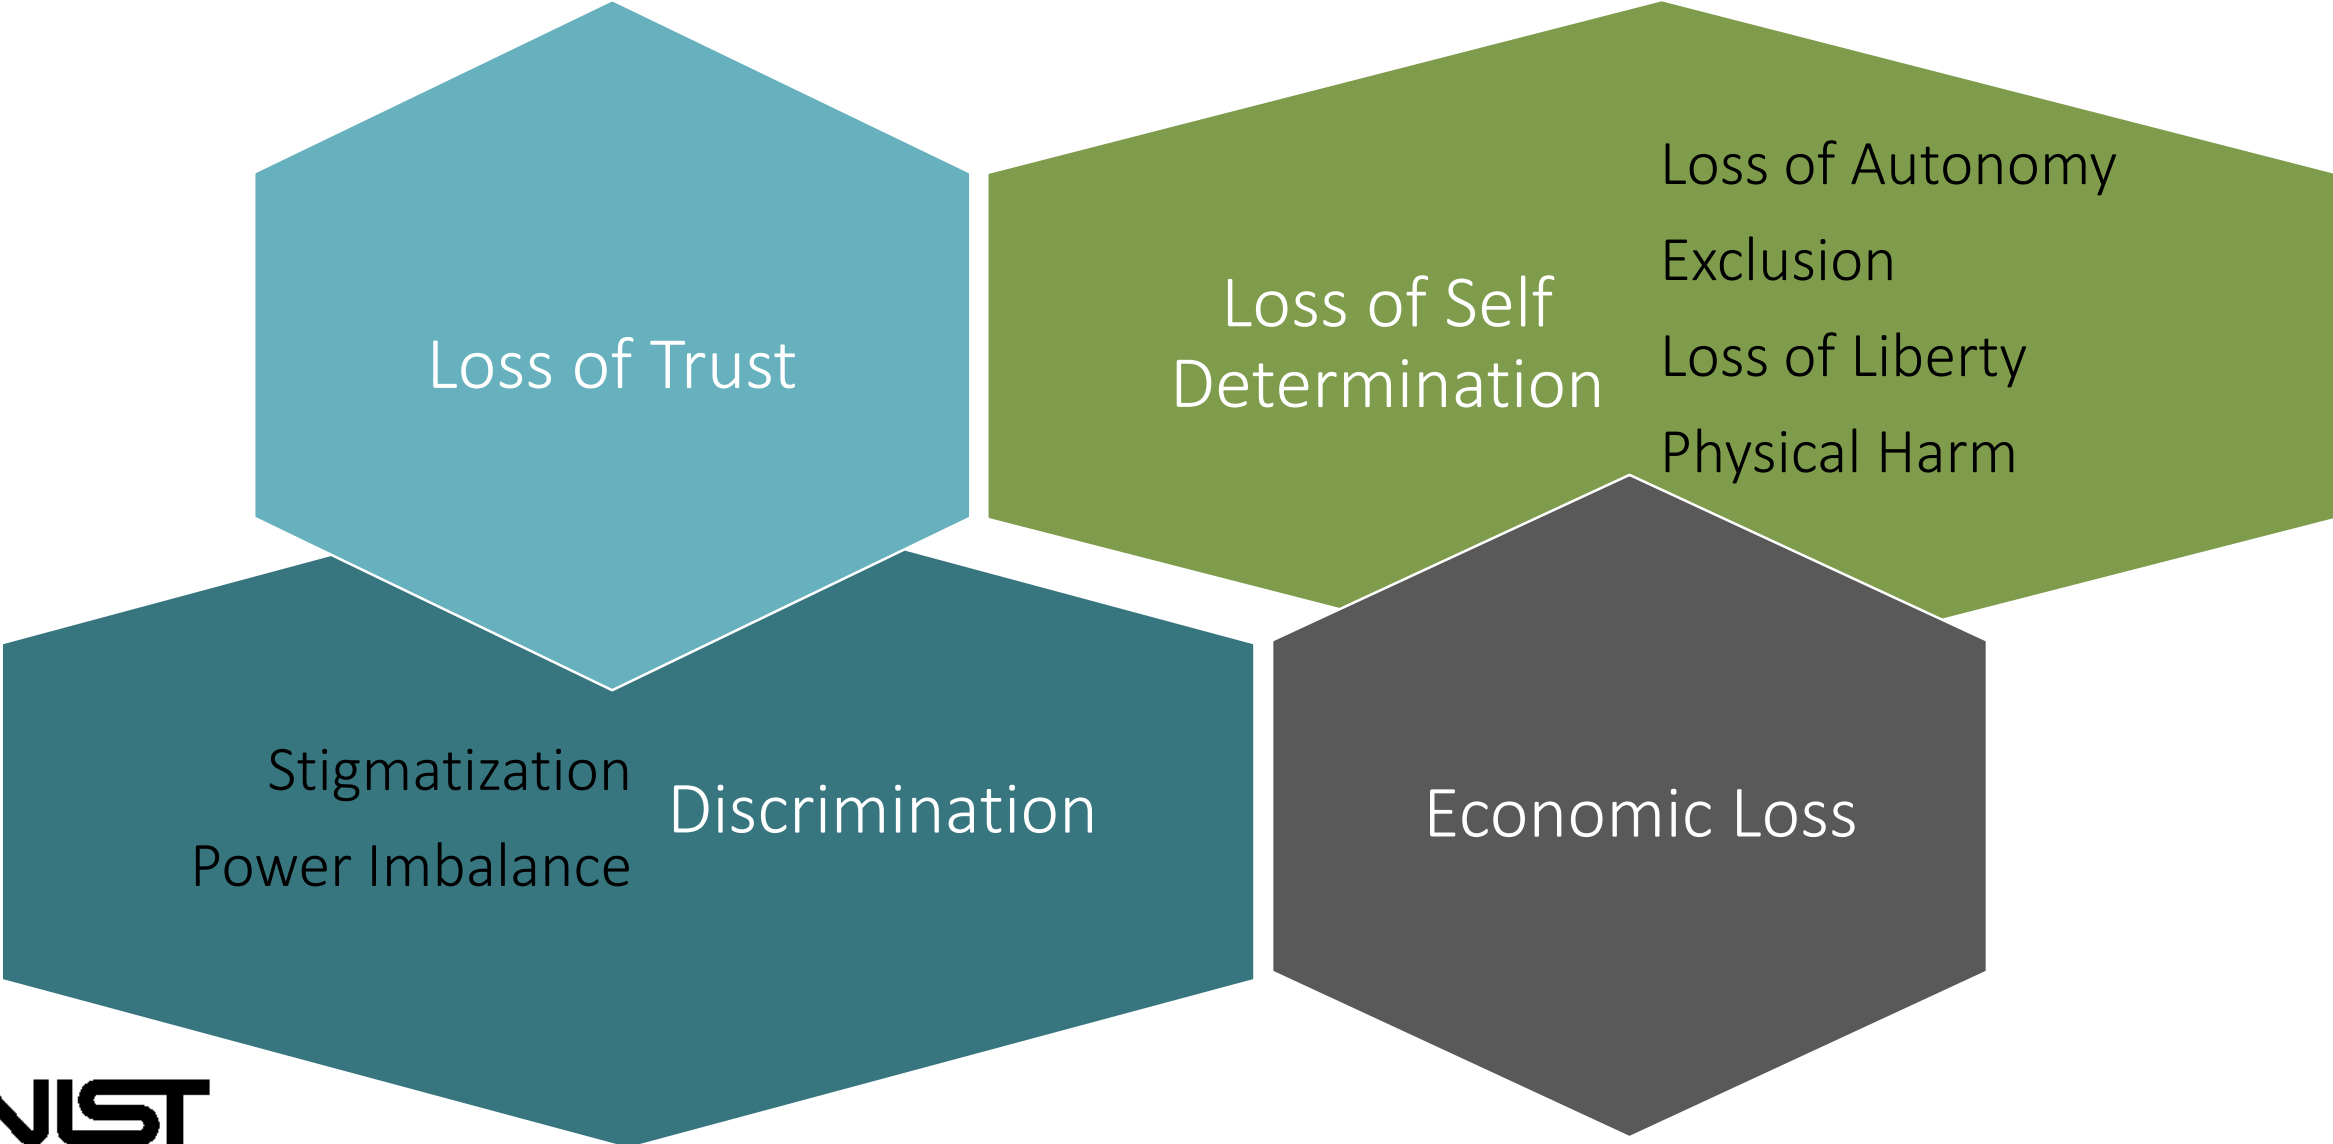 Loss of Trust
Loss of Self
Determination
Loss of Autonomy
Exclusion
Loss of Liberty
Physical Harm
Stigmatization
Power Imbalance
Discrimination
Economic Loss
NIST